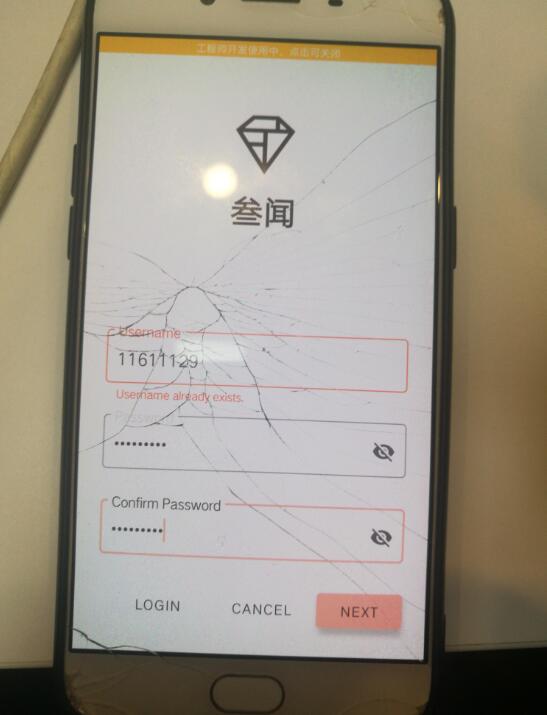 工程师开发使用中，点击可关闭
叁闻
Username
11611129
Username already exists.
Password
•••••••••
Confirm Password
•••••••••
LOGIN
CANCEL
NEXT